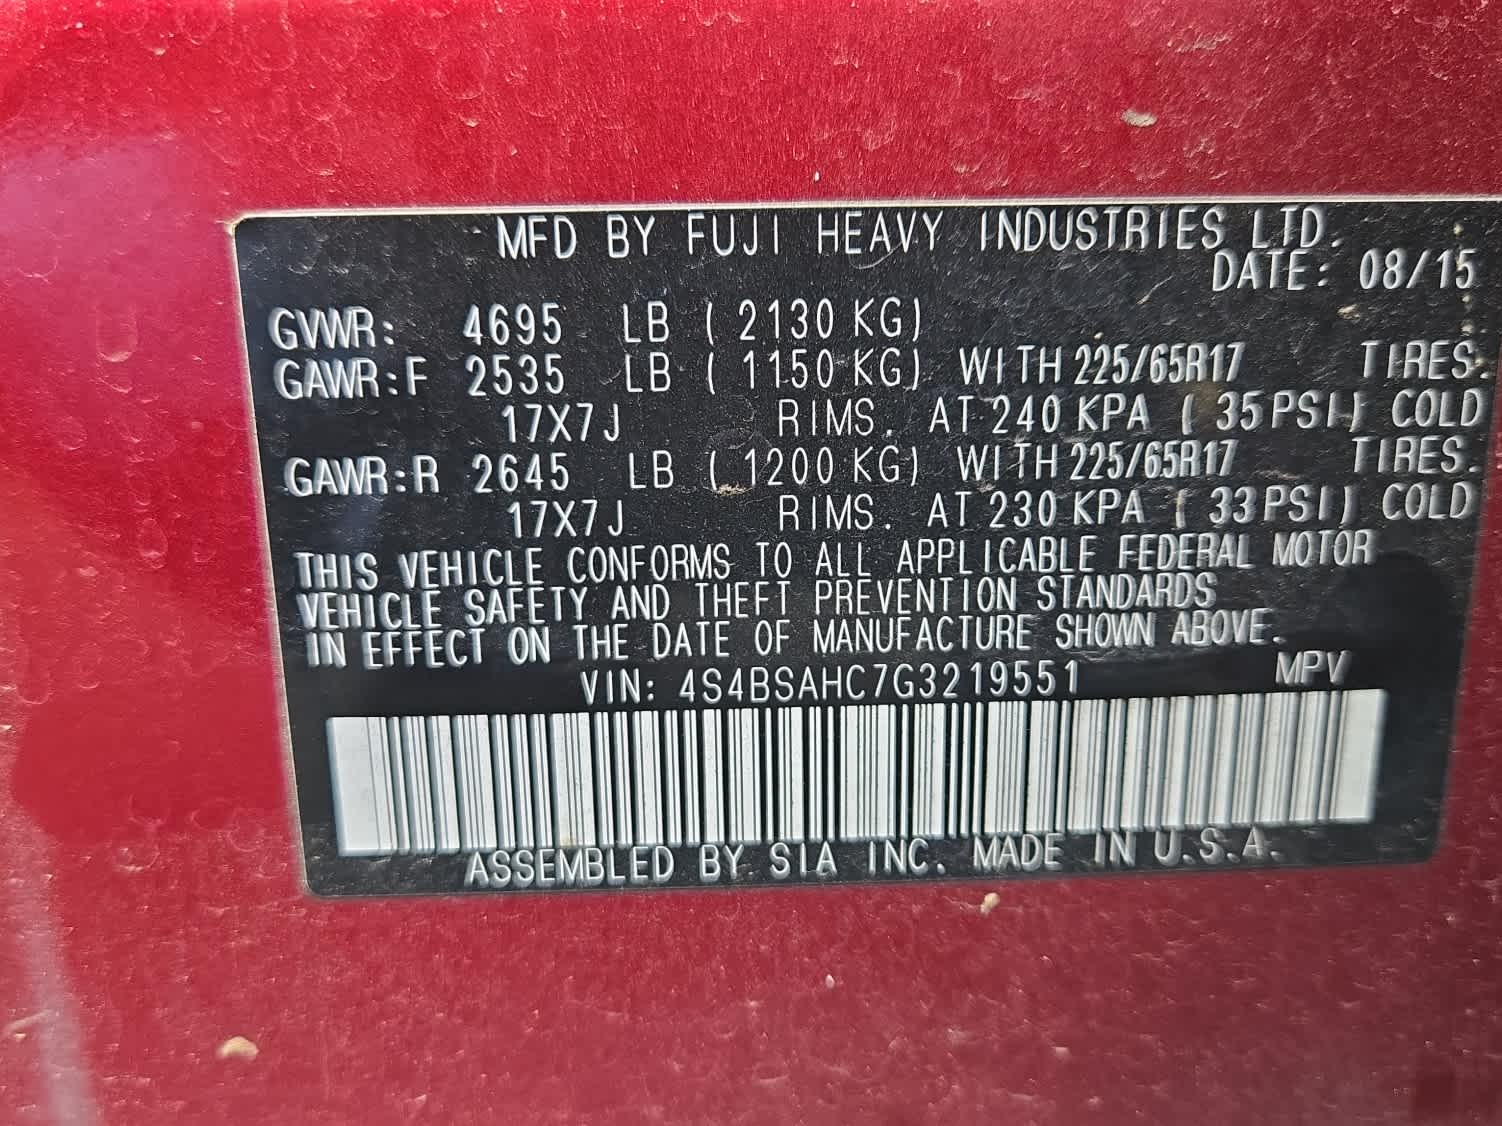 MFD BY FUJI HEAVY INDUSTRIES LTD.
DATE: 08/15
GVWR: 4695 LB ( 2130 KG)
GAWR:F 2535 LB ( 1150 KG) WITH 225/65R17 TIRES.
17X7J RIMS. AT 240 KPA ( 35PSI) COLD
GAWR:R 2645 LB ( 1200 KG) WITH 225/65R17 TIRES.
17X7J RIMS. AT 230 KPA ( 33PSI) COLD
THIS VEHICLE CONFORMS TO ALL APPLICABLE FEDERAL MOTOR
VEHICLE SAFETY AND THEFT PREVENTION STANDARDS
IN EFFECT ON THE DATE OF MANUFACTURE SHOWN ABOVE.
VIN: 4S4BSAHC7G3219551 MPV
ASSEMBLED BY SIA INC. MADE IN U.S.A.